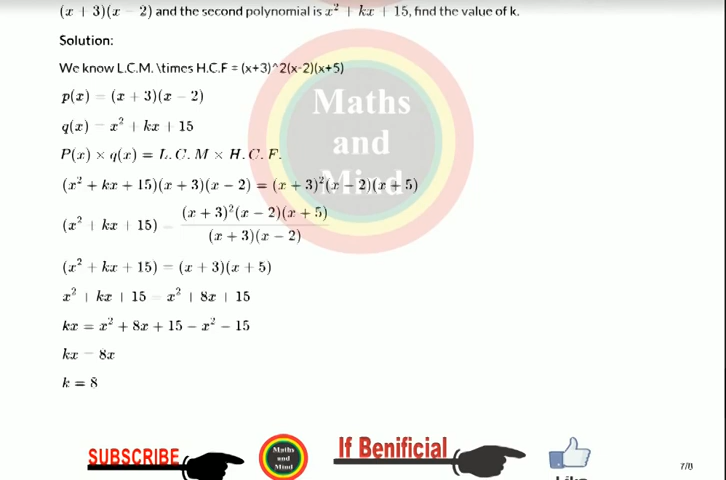 (x + 3)(x − 2) and the second polynomial is x² + kx + 15, find the value of k.
Solution:
We know L.C.M. \times H.C.F = (x+3)^2(x-2)(x+5)
p(x) = (x + 3)(x − 2)
q(x) = x² + kx + 15
P(x) × q(x) = L.C.M × H.C.F.
(x² + kx + 15)(x + 3)(x − 2) = (x + 3)²(x − 2)(x + 5)
(x² + kx + 15) = (x + 3)²(x − 2)(x + 5) / (x + 3)(x − 2)
(x² + kx + 15) = (x + 3)(x + 5)
x² + kx + 15 = x² + 8x + 15
kx = x² + 8x + 15 − x² − 15
kx = 8x
k = 8
Maths
and
Mind
SUBSCRIBE
Maths
and
Mind
If Benificial
Like
7/8